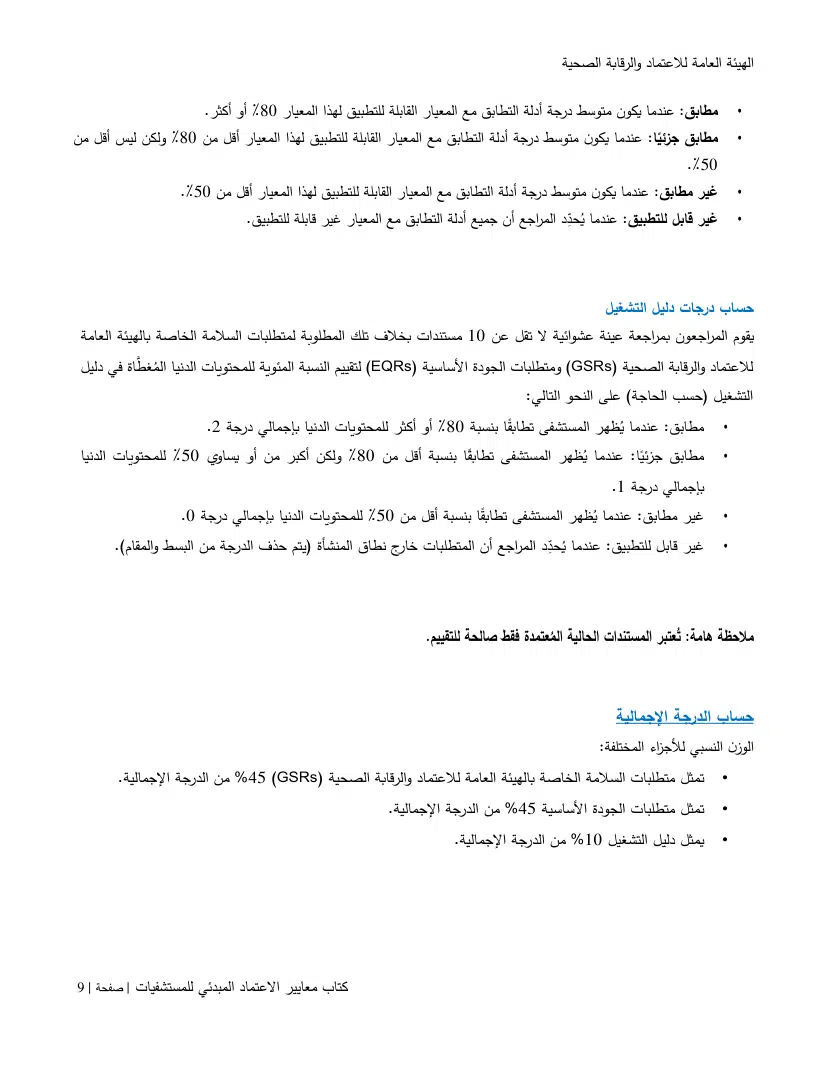 الهيئة العامة للاعتماد والرقابة الصحية
• مطابق: عندما يكون متوسط درجة أدلة التطابق مع المعيار القابلة للتطبيق لهذا المعيار 80٪ أو أكثر.
• مطابق جزئيًا: عندما يكون متوسط درجة أدلة التطابق مع المعيار القابلة للتطبيق لهذا المعيار أقل من 80٪ ولكن ليس أقل من
50٪.
• غير مطابق: عندما يكون متوسط درجة أدلة التطابق مع المعيار القابلة للتطبيق لهذا المعيار أقل من 50٪.
• غير قابل للتطبيق: عندما يُحدِّد المراجع أن جميع أدلة التطابق مع المعيار غير قابلة للتطبيق.
حساب درجات دليل التشغيل
يقوم المراجعون بمراجعة عينة عشوائية لا تقل عن 10 مستندات بخلاف تلك المطلوبة لمتطلبات السلامة الخاصة بالهيئة العامة
للاعتماد والرقابة الصحية (GSRs) ومتطلبات الجودة الأساسية (EQRs) لتقييم النسبة المئوية للمحتويات الدنيا المُغطَّاة في دليل
التشغيل (حسب الحاجة) على النحو التالي:
• مطابق: عندما يُظهر المستشفى تطابقًا بنسبة 80٪ أو أكثر للمحتويات الدنيا بإجمالي درجة 2.
• مطابق جزئيًا: عندما يُظهر المستشفى تطابقًا بنسبة أقل من 80٪ ولكن أكبر من أو يساوي 50٪ للمحتويات الدنيا
بإجمالي درجة 1.
• غير مطابق: عندما يُظهر المستشفى تطابقًا بنسبة أقل من 50٪ للمحتويات الدنيا بإجمالي درجة 0.
• غير قابل للتطبيق: عندما يُحدِّد المراجع أن المتطلبات خارج نطاق المنشأة (يتم حذف الدرجة من البسط والمقام).
ملاحظة هامة: تُعتبر المستندات الحالية المُعتمدة فقط صالحة للتقييم.
حساب الدرجة الإجمالية
الوزن النسبي للأجزاء المختلفة:
• تمثل متطلبات السلامة الخاصة بالهيئة العامة للاعتماد والرقابة الصحية (GSRs) 45% من الدرجة الإجمالية.
• تمثل متطلبات الجودة الأساسية 45% من الدرجة الإجمالية.
• يمثل دليل التشغيل 10% من الدرجة الإجمالية.
كتاب معايير الاعتماد المبدئي للمستشفيات | صفحة | 9